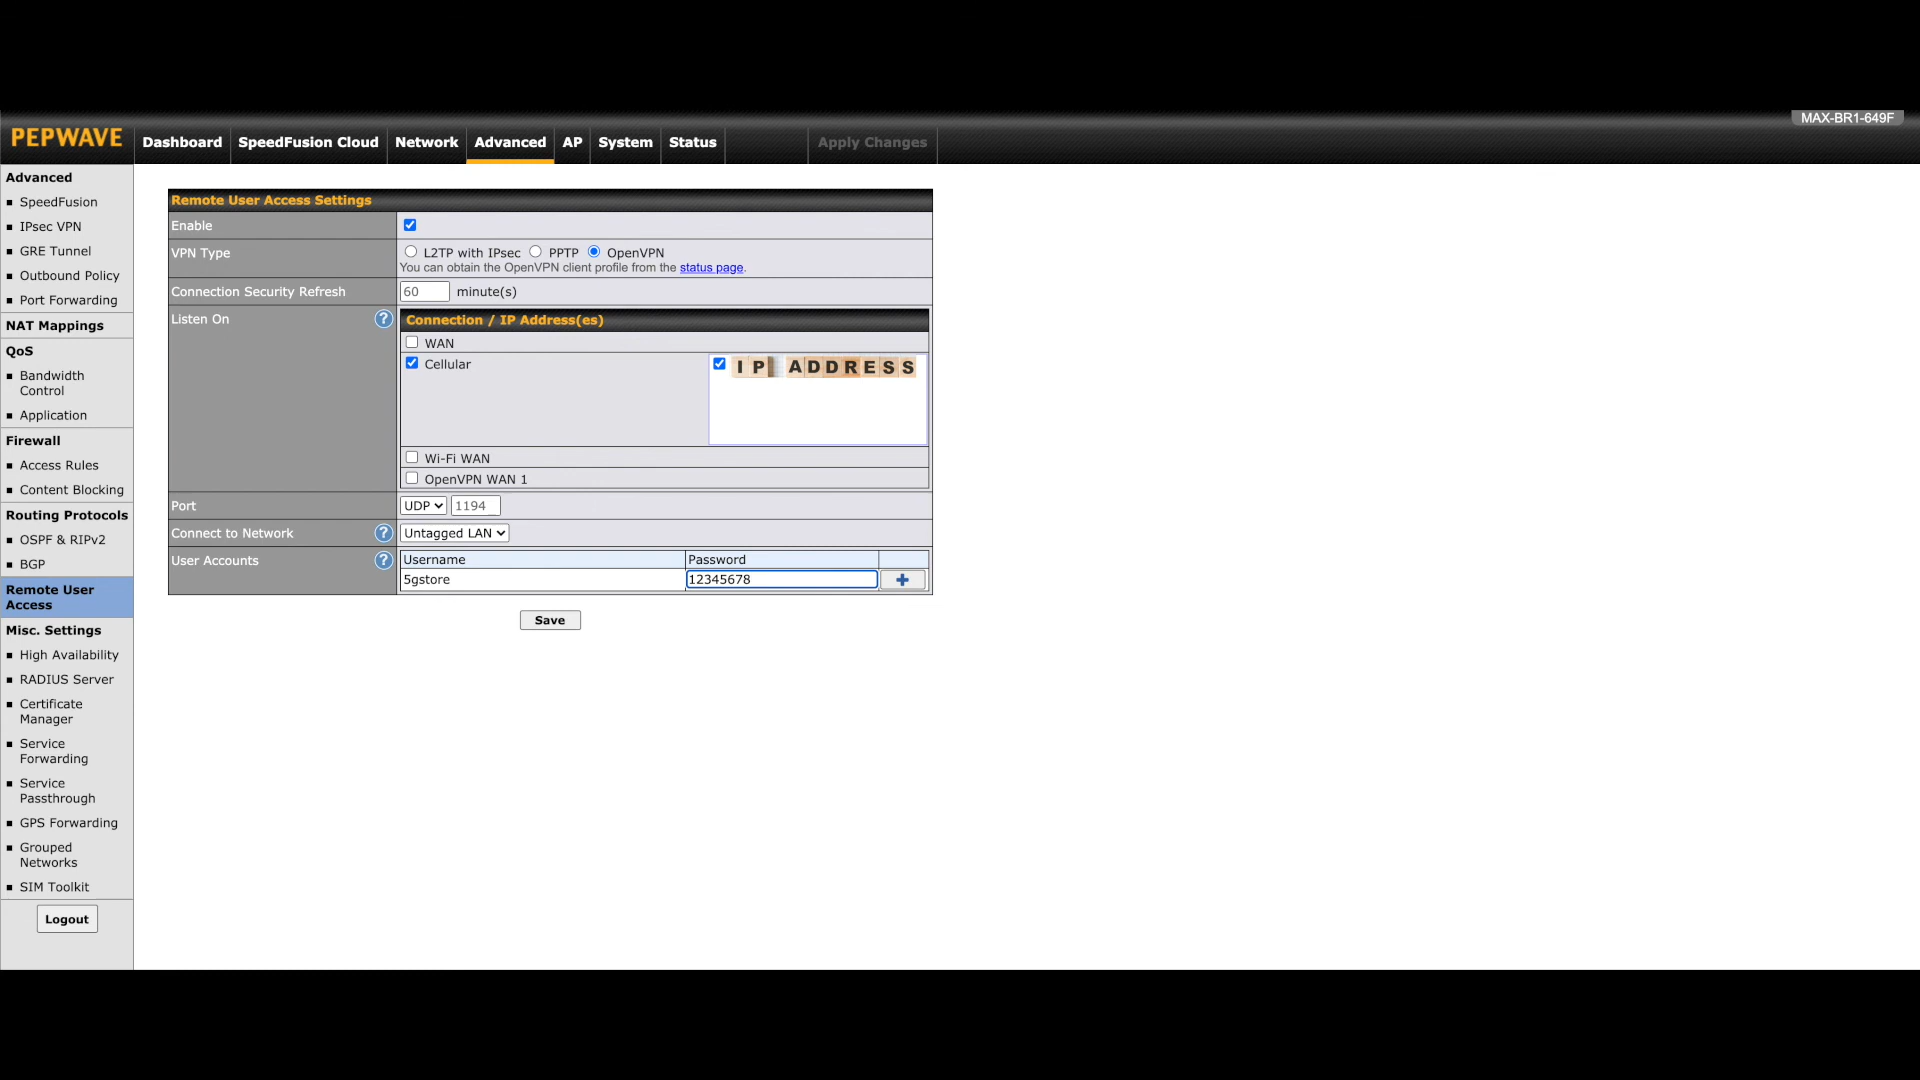 MAX-BR1-649F
PEPWAVE
Dashboard
SpeedFusion Cloud
Network
Advanced
AP
System
Status
Apply Changes
Advanced
SpeedFusion
IPsec VPN
GRE Tunnel
Outbound Policy
Port Forwarding
NAT Mappings
QoS
Bandwidth
Control
Application
Firewall
Access Rules
Content Blocking
Routing Protocols
OSPF & RIPv2
BGP
Remote User
Access
Misc. Settings
High Availability
RADIUS Server
Certificate
Manager
Service
Forwarding
Service
Passthrough
GPS Forwarding
Grouped
Networks
SIM Toolkit
Logout
Remote User Access Settings
Enable
VPN Type
L2TP with IPsec PPTP OpenVPN
You can obtain the OpenVPN client profile from the status page.
Connection Security Refresh
60 minute(s)
Listen On
?
Connection / IP Address(es)
WAN
Cellular
IP ADDRESS
Wi-Fi WAN
OpenVPN WAN 1
Port
UDP 1194
Connect to Network
?
Untagged LAN
User Accounts
?
Username Password
5gstore 12345678
Save